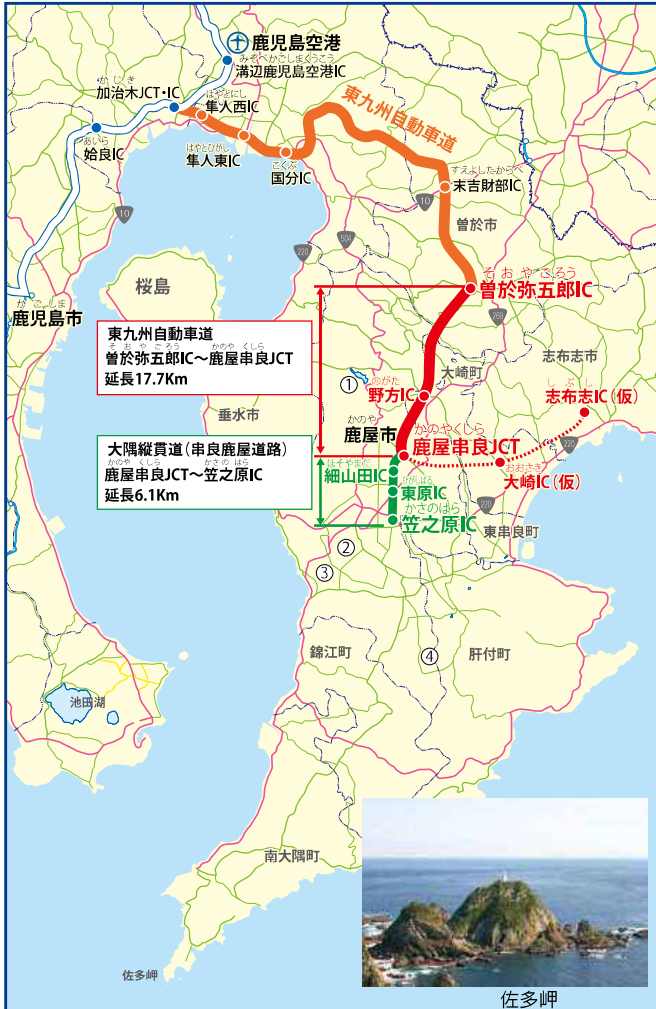 鹿児島空港
みぞべかごしまくうこう
溝辺鹿児島空港IC
かじき
加治木JCT・IC
はやとにし
隼人西IC
東九州自動車道
あいら
姶良IC
はやとひがし
隼人東IC
こくぶ
国分IC
すえよしたからべ
末吉財部IC
10
10
曽於市
504
220
桜島
そおやごろう
曽於弥五郎IC
かごしま
鹿児島市
269
東九州自動車道
そおやごろう かのやくしら
曽於弥五郎IC～鹿屋串良JCT
延長17.7Km
志布志市
大崎町
①
のがた
野方IC
しぶし
志布志IC（仮）
垂水市
かのや
鹿屋市
かのやくしら
鹿屋串良JCT
220
大隅縦貫道（串良鹿屋道路）
かのやくしら かさのはら
鹿屋串良JCT～笠之原IC
延長6.1Km
ほそやまだ
細山田IC
おおさき
大崎IC（仮）
ひがしばる
東原IC
かさのはら
笠之原IC
220
東串良町
②
③
錦江町
④
肝付町
池田湖
南大隅町
佐多岬
佐多岬